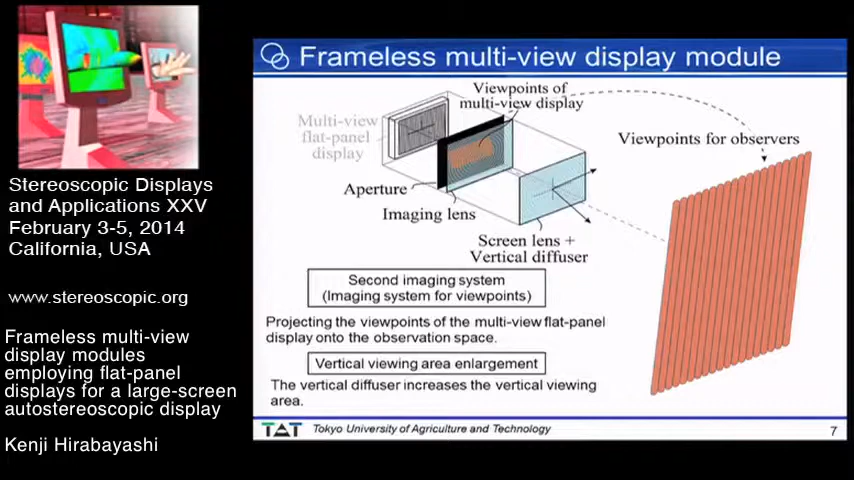 Stereoscopic Displays
and Applications XXV
February 3-5, 2014
California, USA
www.stereoscopic.org
Frameless multi-view
display modules
employing flat-panel
displays for a large-screen
autostereoscopic display
Kenji Hirabayashi
Frameless multi-view display module
Viewpoints of
multi-view display
Multi-view
flat-panel
display
Viewpoints for observers
Aperture
Imaging lens
Screen lens +
Vertical diffuser
Second imaging system
(Imaging system for viewpoints)
Projecting the viewpoints of the multi-view flat-panel
display onto the observation space.
Vertical viewing area enlargement
The vertical diffuser increases the vertical viewing
area.
TAT Tokyo University of Agriculture and Technology
7